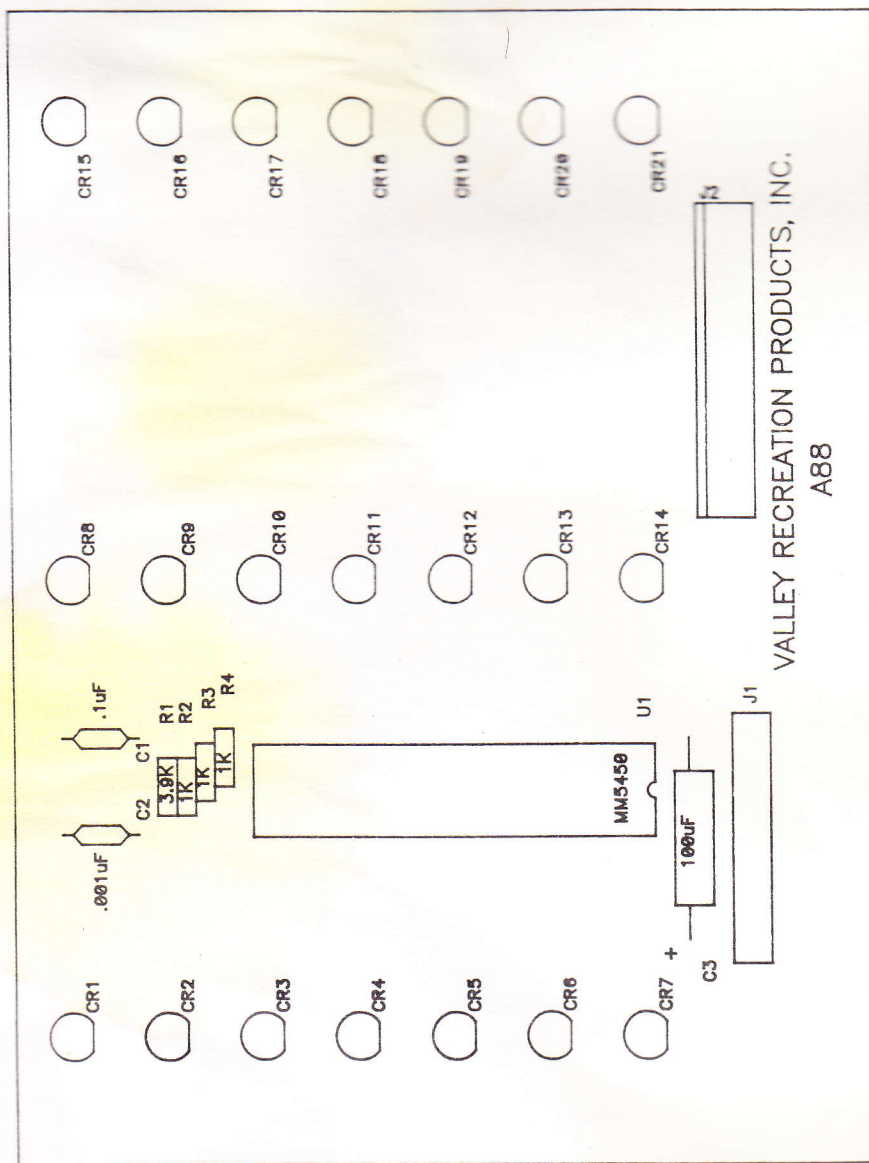 CR1
CR2
CR3
CR4
CR5
CR6
CR7
.001uF
.1uF
C2
C1
3.9K
R1
1K
R2
1K
R3
1K
R4
MM5450
U1
+
100uF
C3
J1
CR8
CR9
CR10
CR11
CR12
CR13
CR14
CR15
CR16
CR17
CR18
CR19
CR20
CR21
VALLEY RECREATION PRODUCTS, INC.
A88